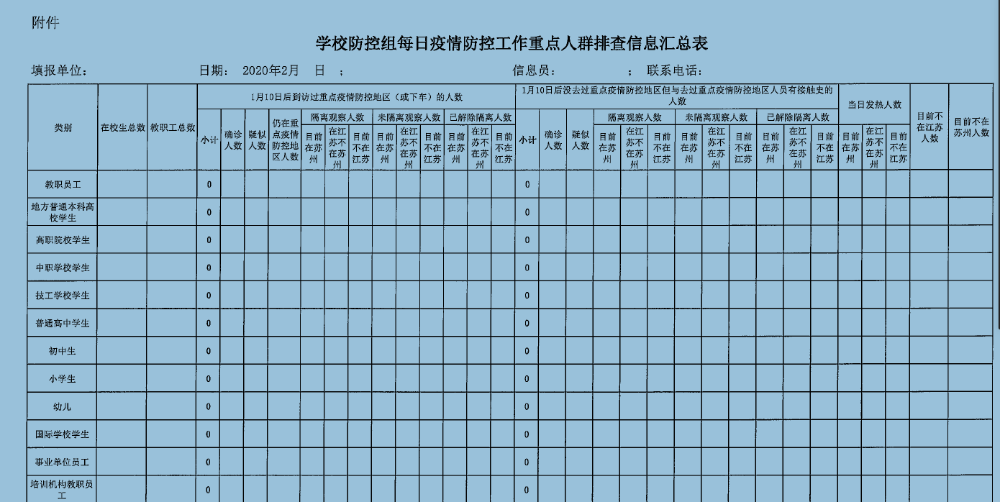 附件
学校防控组每日疫情防控工作重点人群排查信息汇总表
填报单位： 日期： 2020年2月 日 ； 信息员： ； 联系电话：
类别 在校生总数 教职工总数 1月10日后到访过重点疫情防控地区（或下车）的人数 1月10日后没去过重点疫情防控地区但与去过重点疫情防控地区人员有接触史的
人数
当日发热人数 目前不
在江苏
人数
目前不在
苏州人数
小计 确诊
人数
疑似
人数
仍在重
点疫情
防控地
区人数
隔离观察人数 未隔离观察人数 已解除隔离人数
目前
在苏
州
在江
苏不
在苏
州
目前
不在
江苏
目前
在苏
州
在江
苏不
在苏
州
目前
不在
江苏
目前
在苏
州
在江
苏不
在苏
州
目前
不在
江苏
小计 确诊
人数
疑似
人数
隔离观察人数 未隔离观察人数 已解除隔离人数
目前
在苏
州
在江
苏不
在苏
州
目前
不在
江苏
目前
在苏
州
在江
苏不
在苏
州
目前
不在
江苏
目前
在苏
州
在江
苏不
在苏
州
目前
不在
江苏
目前
在苏
州
在江
苏不
在苏
州
目前
不在
江苏
教职员工 0 0
地方普通本科高
校学生 0 0
高职院校学生 0 0
中职学校学生 0 0
技工学校学生 0 0
普通高中学生 0 0
初中生 0 0
小学生 0 0
幼儿 0 0
国际学校学生 0 0
事业单位员工 0 0
培训机构教职员
工 0 0